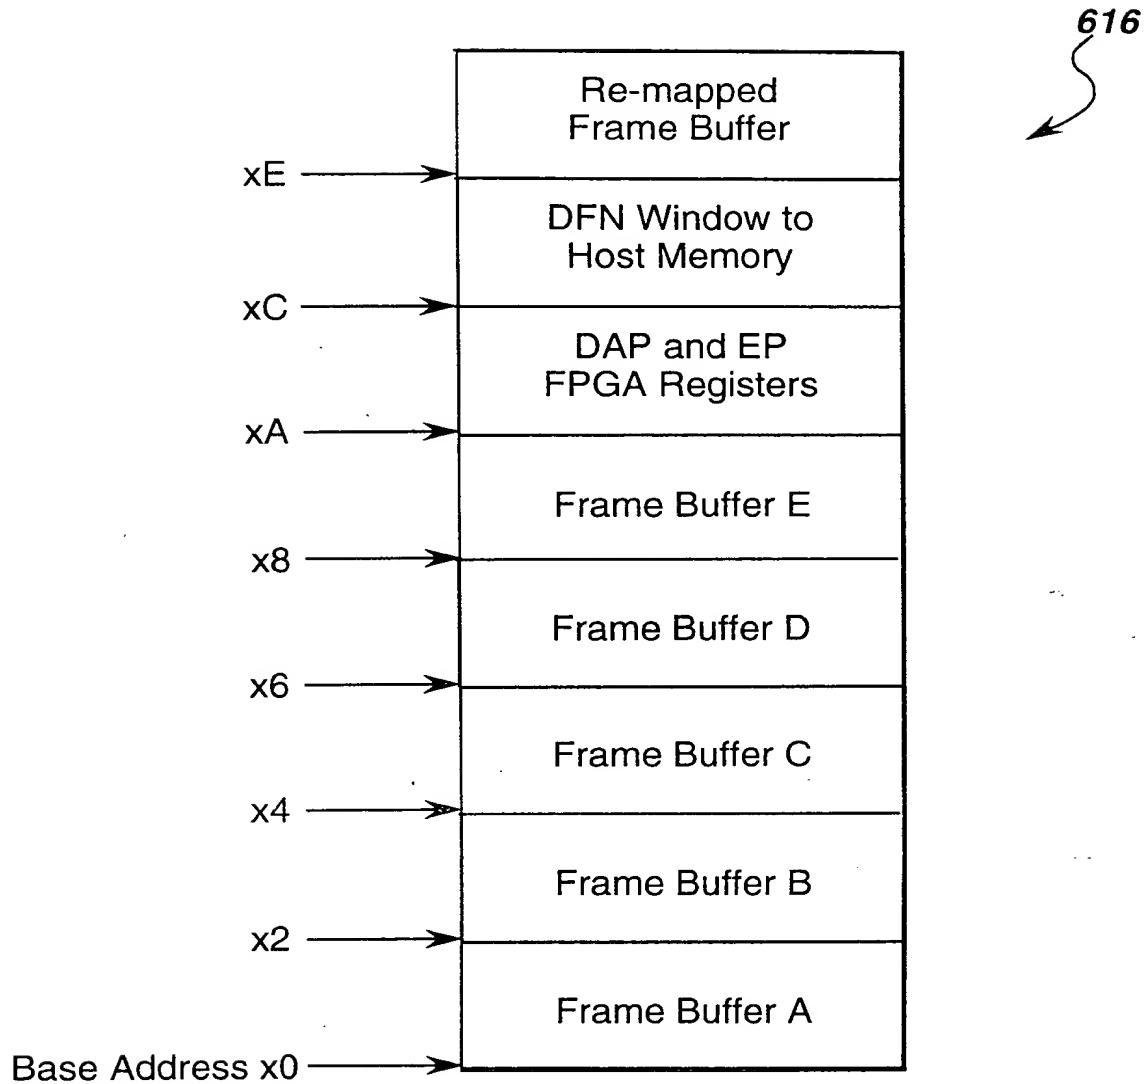 616
Re-mapped
Frame Buffer
xE
DFN Window to
Host Memory
xC
DAP and EP
FPGA Registers
xA
Frame Buffer E
x8
Frame Buffer D
x6
Frame Buffer C
x4
Frame Buffer B
x2
Frame Buffer A
Base Address x0